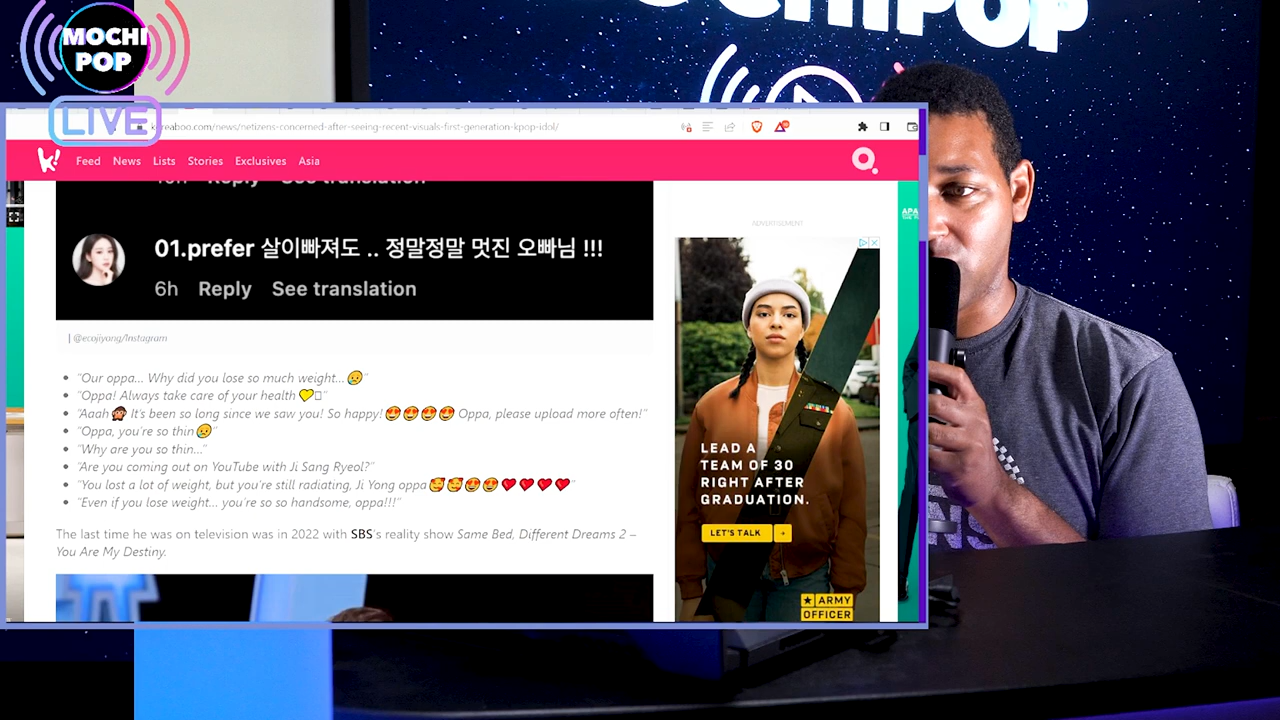 MOCHI
POP
LIVE
CHIPOP
koreaboo.com/news/netizens-concerned-after-seeing-recent-visuals-first-generation-kpop-idol/
k!
Feed News Lists Stories Exclusives Asia
Reply See translation
01.prefer 살이빠져도 .. 정말정말 멋진 오빠님 !!!
6h Reply See translation
| @ecojiyong/Instagram
ADVERTISEMENT
• "Our oppa... Why did you lose so much weight...😥"
• "Oppa! Always take care of your health 💛"
• "Aaah🙊 It's been so long since we saw you! So happy!😍😍😍😍 Oppa, please upload more often!"
• "Oppa, you're so thin😥"
• "Why are you so thin..."
• "Are you coming out on YouTube with Ji Sang Ryeol?"
• "You lost a lot of weight, but you're still radiating, Ji Yong oppa🥰🥰😍😍❤❤❤❤"
• "Even if you lose weight... you're so so handsome, oppa!!!"
The last time he was on television was in 2022 with SBS's reality show Same Bed, Different Dreams 2 –
You Are My Destiny.
LEAD A
TEAM OF 30
RIGHT AFTER
GRADUATION.
LET'S TALK +
★ ARMY
OFFICER